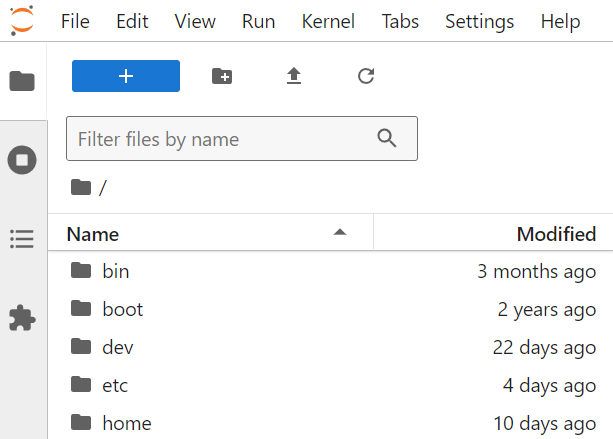 File Edit View Run Kernel Tabs Settings Help
Filter files by name
/
Name Modified
bin 3 months ago
boot 2 years ago
dev 22 days ago
etc 4 days ago
home 10 days ago